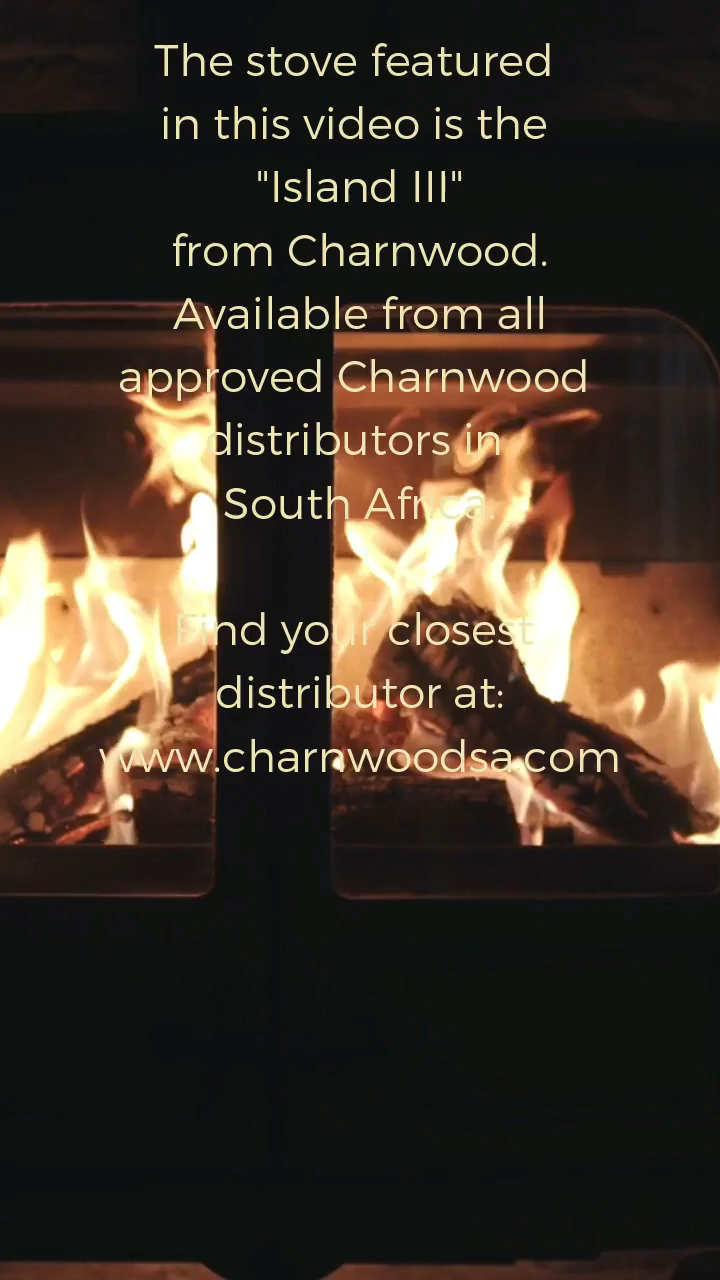 The stove featured
in this video is the
"Island III"
from Charnwood.
Available from all
approved Charnwood
distributors in
South Africa.
Find your closest
distributor at:
www.charnwoodsa.com